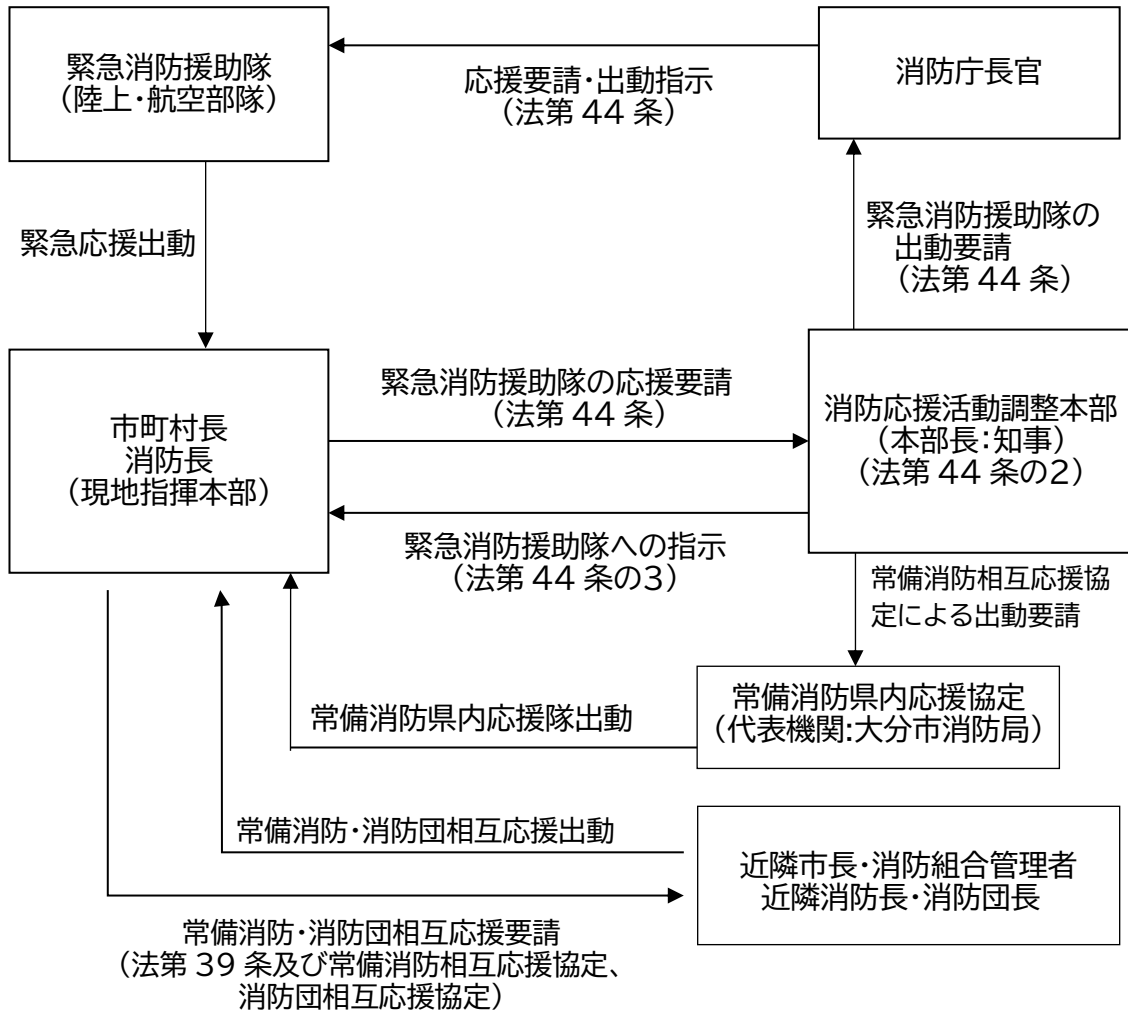 緊急消防援助隊
（陸上・航空部隊）
応援要請・出動指示
（法第 44 条）
消防庁長官
緊急応援出動
緊急消防援助隊の
出動要請
（法第 44 条）
市町村長
消防長
（現地指揮本部）
緊急消防援助隊の応援要請
（法第 44 条）
消防応援活動調整本部
（本部長：知事）
（法第 44 条の２）
緊急消防援助隊への指示
（法第 44 条の３）
常備消防相互応援協
定による出動要請
常備消防県内応援隊出動
常備消防県内応援協定
（代表機関:大分市消防局）
常備消防・消防団相互応援出動
近隣市長・消防組合管理者
近隣消防長・消防団長
常備消防・消防団相互応援要請
（法第 39 条及び常備消防相互応援協定、
消防団相互応援協定）